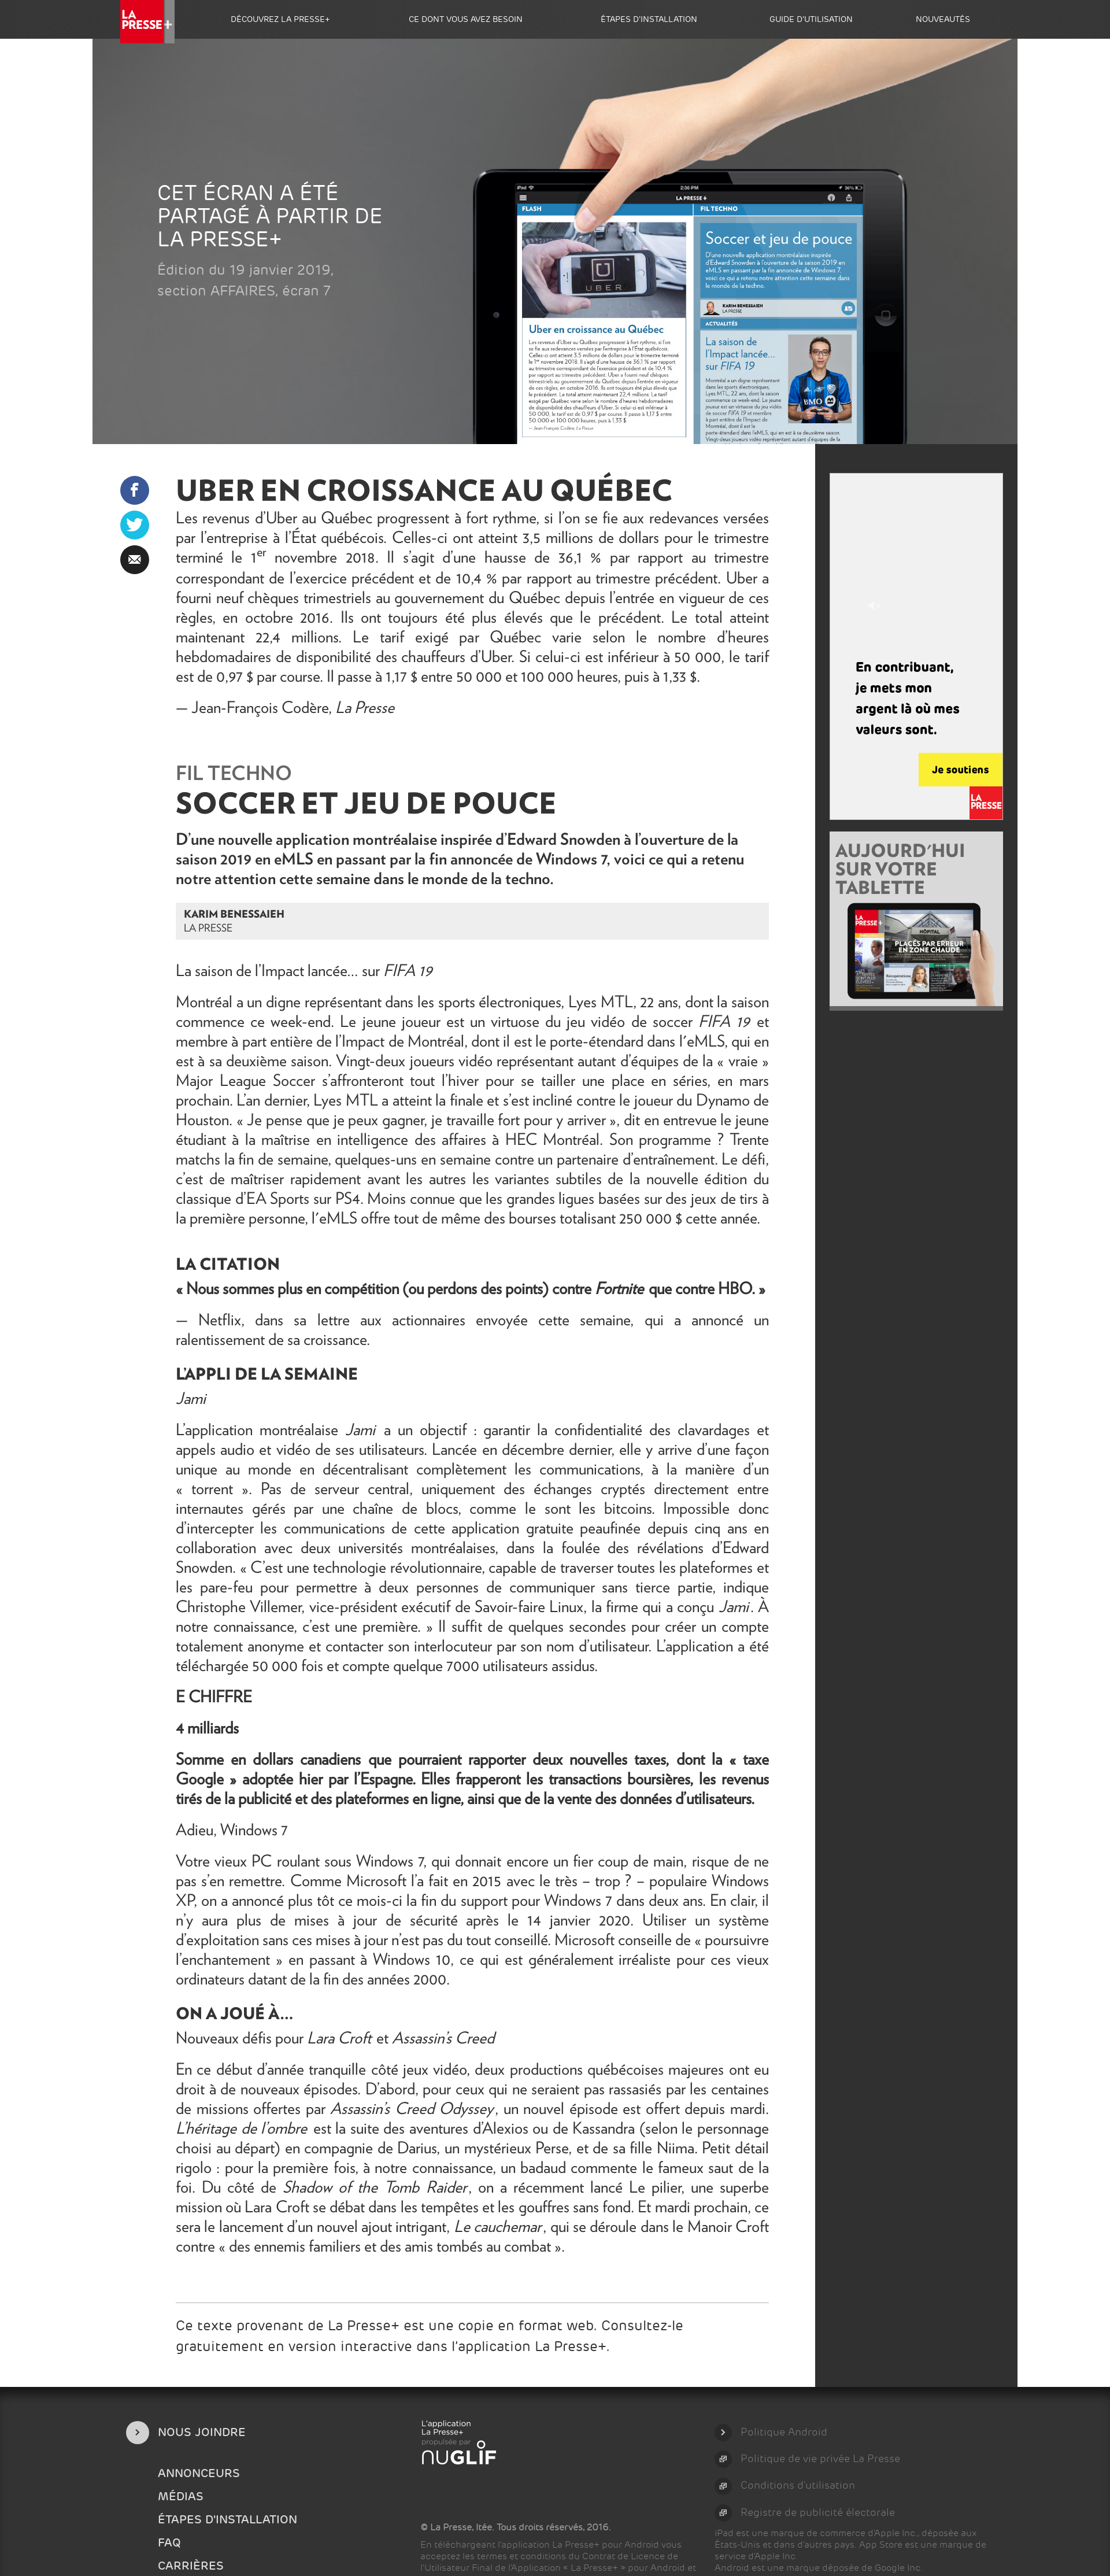 LA
PRESSE+
DÉCOUVREZ LA PRESSE+
CE DONT VOUS AVEZ BESOIN
ÉTAPES D'INSTALLATION
GUIDE D'UTILISATION
NOUVEAUTÉS
CET ÉCRAN A ÉTÉ
PARTAGÉ À PARTIR DE
LA PRESSE+
Édition du 19 janvier 2019,
section AFFAIRES, écran 7
iPad
2:26 PM
LA PRESSE +
FLASH
FIL TECHNO
UBER
Uber en croissance au Québec
Soccer et jeu de pouce
D'une nouvelle application montréalaise inspirée
d'Edward Snowden à l'ouverture de la saison 2019 en
eMLS en passant par la fin annoncée de Windows 7,
voici ce qui a retenu notre attention cette semaine dans
le monde de la techno.
KARIM BENESSAIEH
LA PRESSE
ACTUALITÉS
La saison de
l'Impact lancée…
sur FIFA 19
UBER EN CROISSANCE AU QUÉBEC
Les revenus d'Uber au Québec progressent à fort rythme, si l'on se fie aux redevances versées
par l'entreprise à l'État québécois. Celles-ci ont atteint 3,5 millions de dollars pour le trimestre
terminé le 1er novembre 2018. Il s'agit d'une hausse de 36,1 % par rapport au trimestre
correspondant de l'exercice précédent et de 10,4 % par rapport au trimestre précédent. Uber a
fourni neuf chèques trimestriels au gouvernement du Québec depuis l'entrée en vigueur de ces
règles, en octobre 2016. Ils ont toujours été plus élevés que le précédent. Le total atteint
maintenant 22,4 millions. Le tarif exigé par Québec varie selon le nombre d'heures
hebdomadaires de disponibilité des chauffeurs d'Uber. Si celui-ci est inférieur à 50 000, le tarif
est de 0,97 $ par course. Il passe à 1,17 $ entre 50 000 et 100 000 heures, puis à 1,33 $.
— Jean-François Codère, La Presse
FIL TECHNO
SOCCER ET JEU DE POUCE
D'une nouvelle application montréalaise inspirée d'Edward Snowden à l'ouverture de la
saison 2019 en eMLS en passant par la fin annoncée de Windows 7, voici ce qui a retenu
notre attention cette semaine dans le monde de la techno.
KARIM BENESSAIEH
LA PRESSE
La saison de l'Impact lancée… sur FIFA 19
Montréal a un digne représentant dans les sports électroniques, Lyes MTL, 22 ans, dont la saison
commence ce week-end. Le jeune joueur est un virtuose du jeu vidéo de soccer FIFA 19 et
membre à part entière de l'Impact de Montréal, dont il est le porte-étendard dans l'eMLS, qui en
est à sa deuxième saison. Vingt-deux joueurs vidéo représentant autant d'équipes de la « vraie »
Major League Soccer s'affronteront tout l'hiver pour se tailler une place en séries, en mars
prochain. L'an dernier, Lyes MTL a atteint la finale et s'est incliné contre le joueur du Dynamo de
Houston. « Je pense que je peux gagner, je travaille fort pour y arriver », dit en entrevue le jeune
étudiant à la maîtrise en intelligence des affaires à HEC Montréal. Son programme ? Trente
matchs la fin de semaine, quelques-uns en semaine contre un partenaire d'entraînement. Le défi,
c'est de maîtriser rapidement avant les autres les variantes subtiles de la nouvelle édition du
classique d'EA Sports sur PS4. Moins connue que les grandes ligues basées sur des jeux de tirs à
la première personne, l'eMLS offre tout de même des bourses totalisant 250 000 $ cette année.
LA CITATION
« Nous sommes plus en compétition (ou perdons des points) contre Fortnite que contre HBO. »
— Netflix, dans sa lettre aux actionnaires envoyée cette semaine, qui a annoncé un
ralentissement de sa croissance.
L'APPLI DE LA SEMAINE
Jami
L'application montréalaise Jami a un objectif : garantir la confidentialité des clavardages et
appels audio et vidéo de ses utilisateurs. Lancée en décembre dernier, elle y arrive d'une façon
unique au monde en décentralisant complètement les communications, à la manière d'un
« torrent ». Pas de serveur central, uniquement des échanges cryptés directement entre
internautes gérés par une chaîne de blocs, comme le sont les bitcoins. Impossible donc
d'intercepter les communications de cette application gratuite peaufinée depuis cinq ans en
collaboration avec deux universités montréalaises, dans la foulée des révélations d'Edward
Snowden. « C'est une technologie révolutionnaire, capable de traverser toutes les plateformes et
les pare-feu pour permettre à deux personnes de communiquer sans tierce partie, indique
Christophe Villemer, vice-président exécutif de Savoir-faire Linux, la firme qui a conçu Jami. À
notre connaissance, c'est une première. » Il suffit de quelques secondes pour créer un compte
totalement anonyme et contacter son interlocuteur par son nom d'utilisateur. L'application a été
téléchargée 50 000 fois et compte quelque 7000 utilisateurs assidus.
E CHIFFRE
4 milliards
Somme en dollars canadiens que pourraient rapporter deux nouvelles taxes, dont la « taxe
Google » adoptée hier par l'Espagne. Elles frapperont les transactions boursières, les revenus
tirés de la publicité et des plateformes en ligne, ainsi que de la vente des données d'utilisateurs.
Adieu, Windows 7
Votre vieux PC roulant sous Windows 7, qui donnait encore un fier coup de main, risque de ne
pas s'en remettre. Comme Microsoft l'a fait en 2015 avec le très – trop ? – populaire Windows
XP, on a annoncé plus tôt ce mois-ci la fin du support pour Windows 7 dans deux ans. En clair, il
n'y aura plus de mises à jour de sécurité après le 14 janvier 2020. Utiliser un système
d'exploitation sans ces mises à jour n'est pas du tout conseillé. Microsoft conseille de « poursuivre
l'enchantement » en passant à Windows 10, ce qui est généralement irréaliste pour ces vieux
ordinateurs datant de la fin des années 2000.
ON A JOUÉ À…
Nouveaux défis pour Lara Croft et Assassin's Creed
En ce début d'année tranquille côté jeux vidéo, deux productions québécoises majeures ont eu
droit à de nouveaux épisodes. D'abord, pour ceux qui ne seraient pas rassasiés par les centaines
de missions offertes par Assassin's Creed Odyssey, un nouvel épisode est offert depuis mardi.
L'héritage de l'ombre est la suite des aventures d'Alexios ou de Kassandra (selon le personnage
choisi au départ) en compagnie de Darius, un mystérieux Perse, et de sa fille Niima. Petit détail
rigolo : pour la première fois, à notre connaissance, un badaud commente le fameux saut de la
foi. Du côté de Shadow of the Tomb Raider, on a récemment lancé Le pilier, une superbe
mission où Lara Croft se débat dans les tempêtes et les gouffres sans fond. Et mardi prochain, ce
sera le lancement d'un nouvel ajout intrigant, Le cauchemar, qui se déroule dans le Manoir Croft
contre « des ennemis familiers et des amis tombés au combat ».
Ce texte provenant de La Presse+ est une copie en format web. Consultez-le
gratuitement en version interactive dans l'application La Presse+.
En contribuant,
je mets mon
argent là où mes
valeurs sont.
Je soutiens
LA
PRESSE
AUJOURD'HUI
SUR VOTRE
TABLETTE
LA
PRESSE+
HÔPITAL
PLACÉS PAR ERREUR
EN ZONE CHAUDE
NOUS JOINDRE
ANNONCEURS
MÉDIAS
ÉTAPES D'INSTALLATION
FAQ
CARRIÈRES
L'application
La Presse+
propulsée par
nuGLIF
© La Presse, ltée. Tous droits réservés, 2016.
En téléchargeant l'application La Presse+ pour Android vous
acceptez les termes et conditions du Contrat de Licence de
l'Utilisateur Final de l'Application « La Presse+ » pour Android et
Politique Android
Politique de vie privée La Presse
Conditions d'utilisation
Registre de publicité électorale
iPad est une marque de commerce d'Apple Inc., déposée aux
États-Unis et dans d'autres pays. App Store est une marque de
service d'Apple Inc.
Android est une marque déposée de Google Inc.